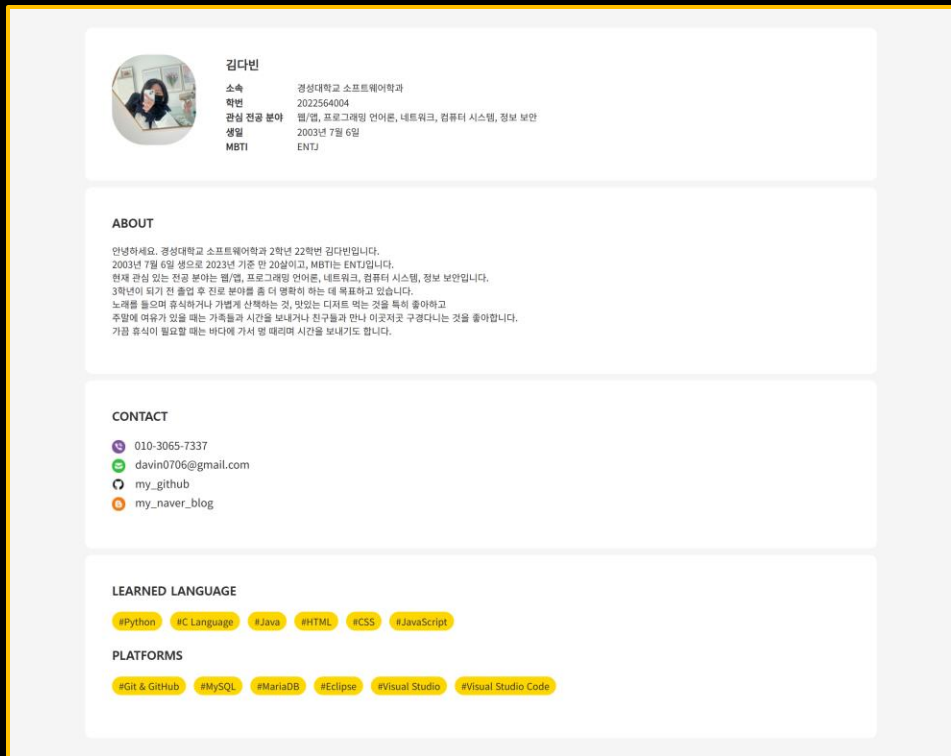 김다빈
소속 경성대학교 소프트웨어학과
학번 2022564004
관심 전공 분야 웹/앱, 프로그래밍 언어론, 네트워크, 컴퓨터 시스템, 정보 보안
생일 2003년 7월 6일
MBTI ENTJ
ABOUT
안녕하세요. 경성대학교 소프트웨어학과 2학년 22학번 김다빈입니다.
2003년 7월 6일 생으로 2023년 기준 만 20살이고, MBTI는 ENTJ입니다.
현재 관심 있는 전공 분야는 웹/앱, 프로그래밍 언어론, 네트워크, 컴퓨터 시스템, 정보 보안입니다.
3학년이 되기 전 졸업 후 진로 분야를 좀 더 명확히 하는 데 목표하고 있습니다.
노래를 들으며 휴식하거나 가볍게 산책하는 것, 맛있는 디저트 먹는 것을 특히 좋아하고
주말에 여유가 있을 때는 가족들과 시간을 보내거나 친구들과 만나 이곳저곳 구경다니는 것을 좋아합니다.
가끔 휴식이 필요할 때는 바다에 가서 멍 때리며 시간을 보내기도 합니다.
CONTACT
010-3065-7337
davin0706@gmail.com
my_github
my_naver_blog
LEARNED LANGUAGE
#Python #C Language #Java #HTML #CSS #JavaScript
PLATFORMS
#Git & GitHub #MySQL #MariaDB #Eclipse #Visual Studio #Visual Studio Code